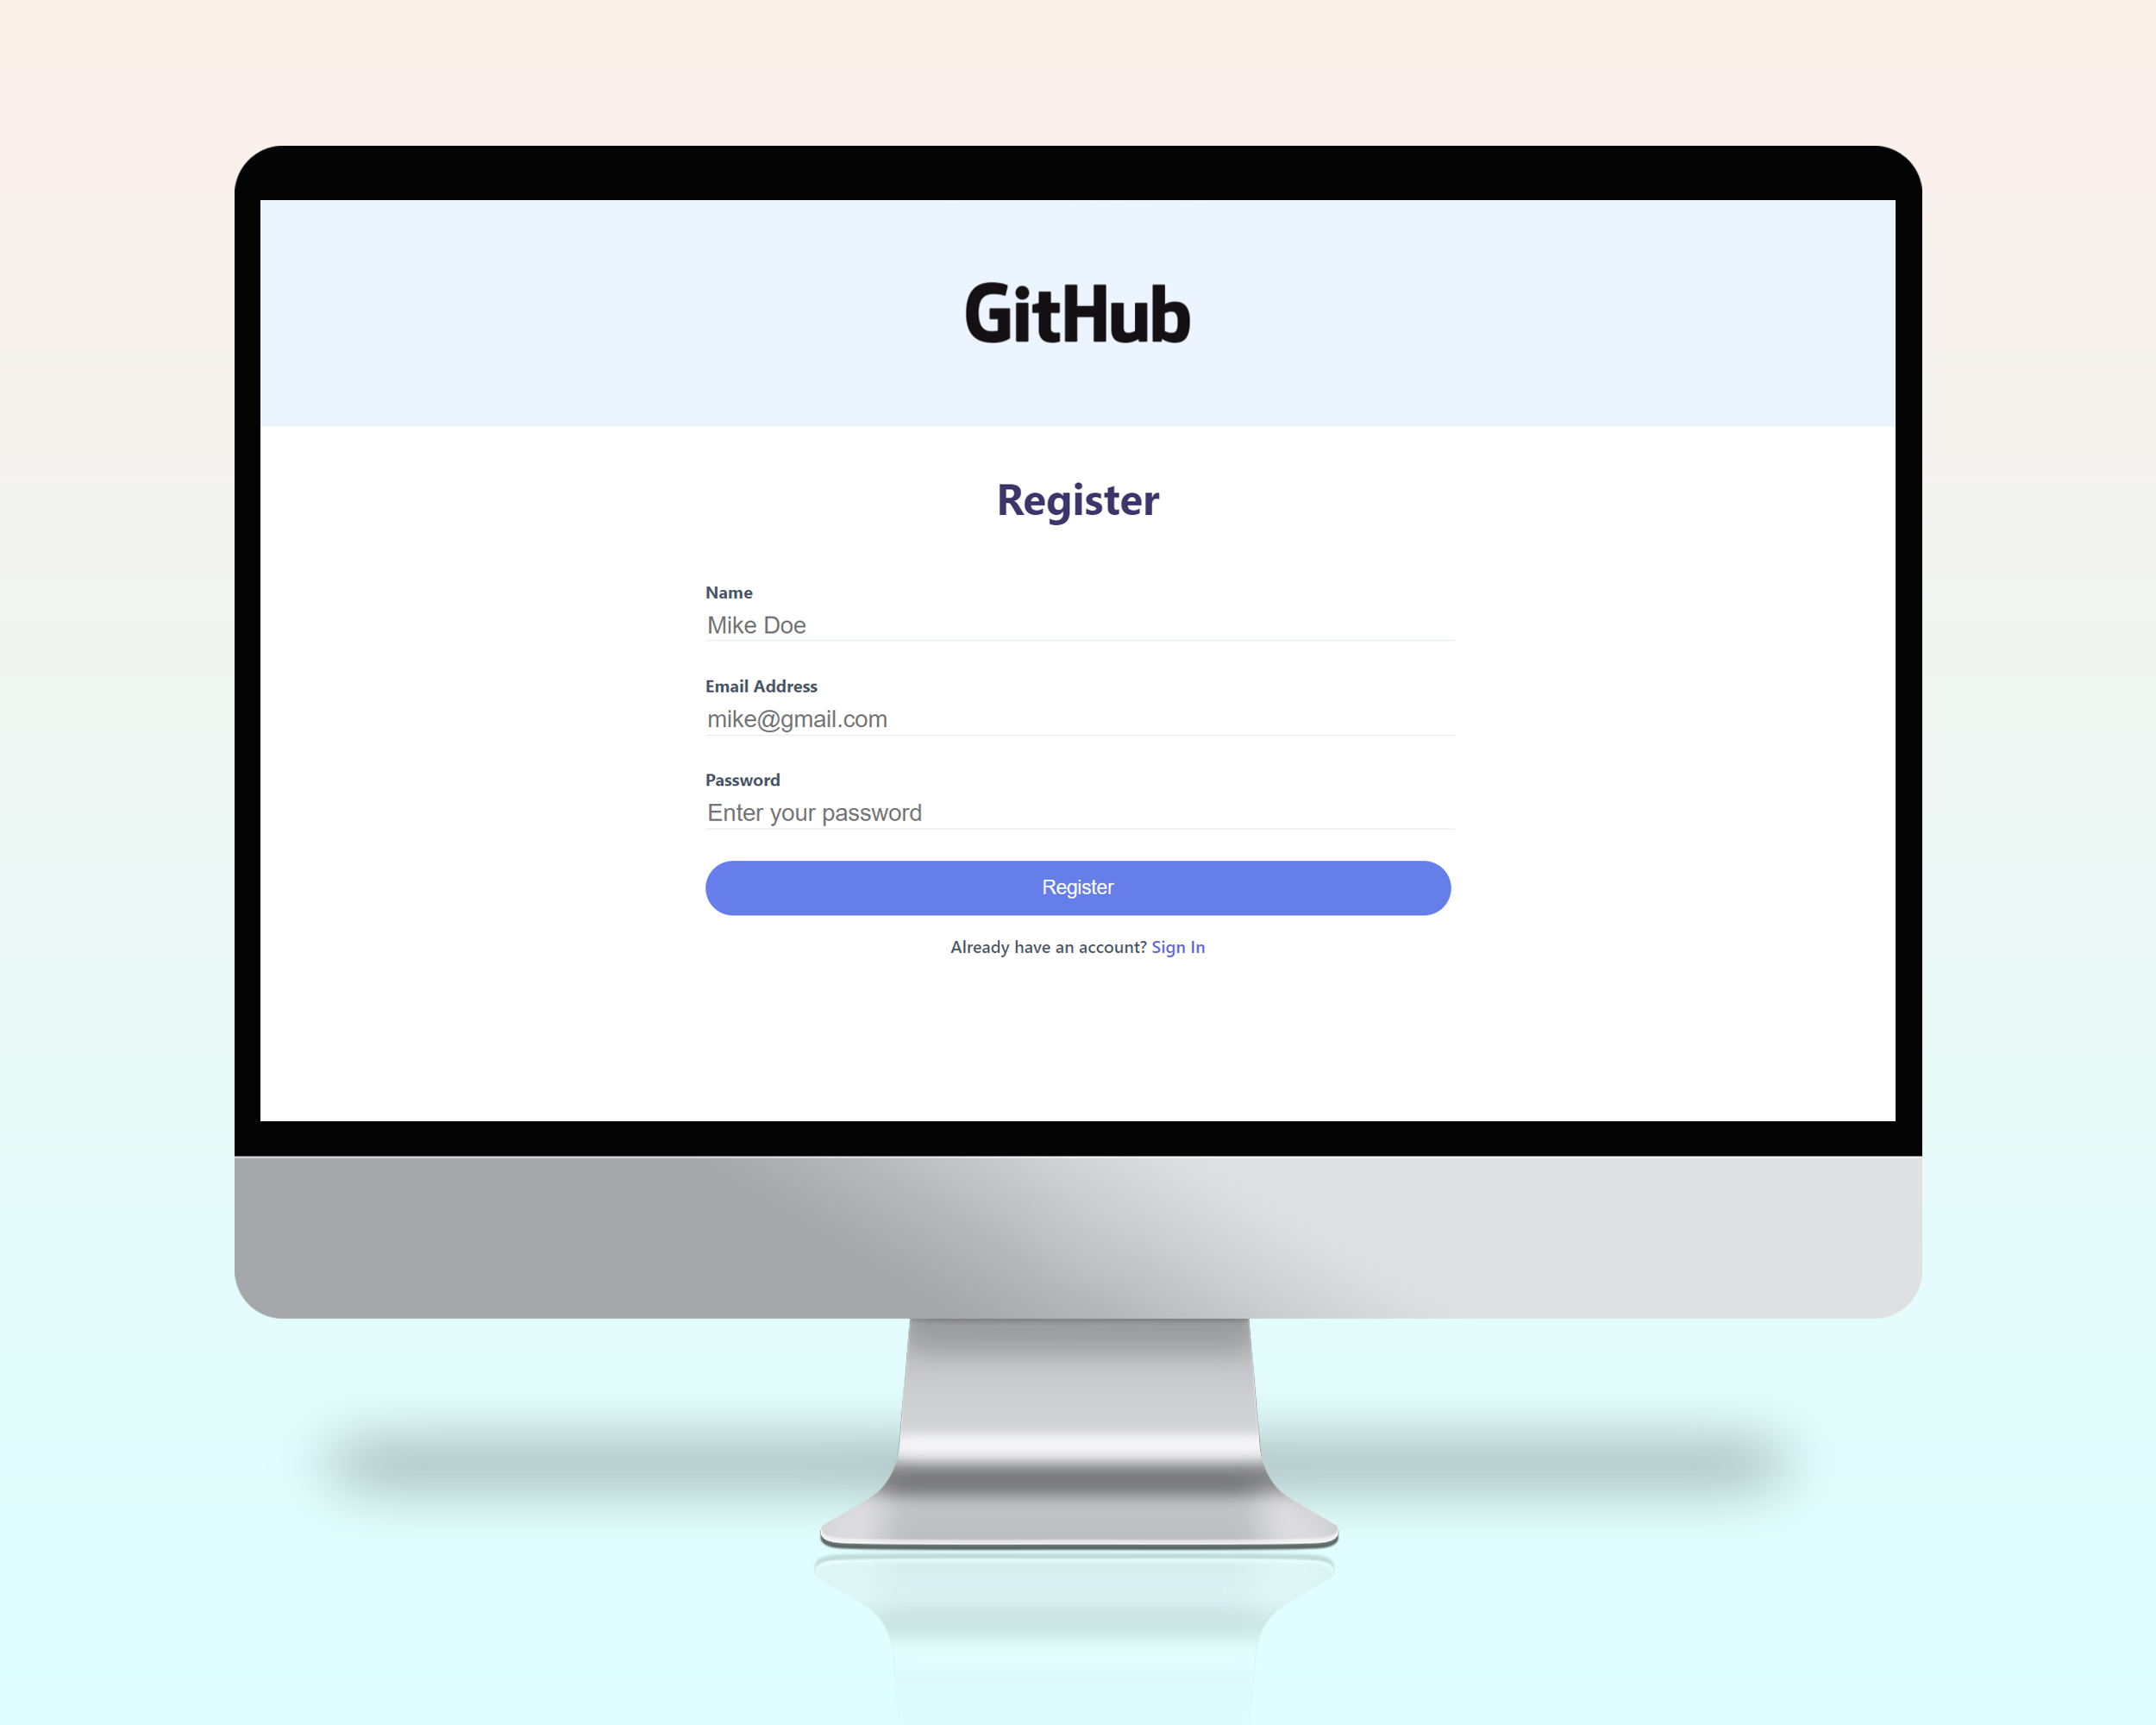 GitHub
Register
Name
Mike Doe
Email Address
mike@gmail.com
Password
Enter your password
Register
Already have an account? Sign In